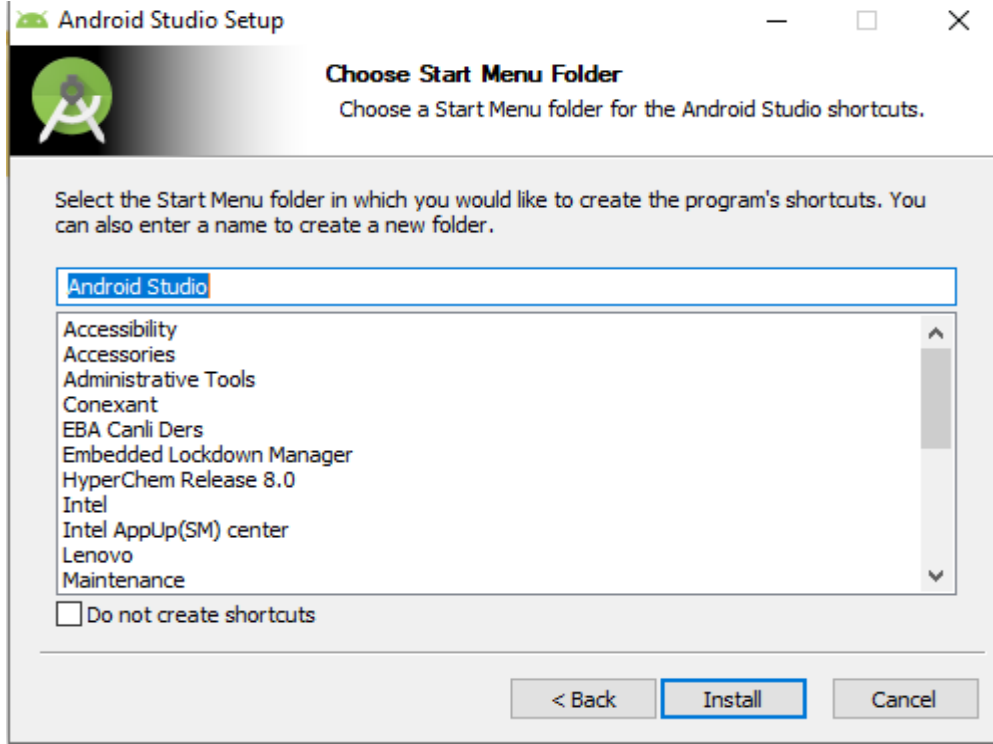 Android Studio Setup
Choose Start Menu Folder
Choose a Start Menu folder for the Android Studio shortcuts.
Select the Start Menu folder in which you would like to create the program's shortcuts. You
can also enter a name to create a new folder.
Android Studio
Accessibility
Accessories
Administrative Tools
Conexant
EBA Canli Ders
Embedded Lockdown Manager
HyperChem Release 8.0
Intel
Intel AppUp(SM) center
Lenovo
Maintenance
Do not create shortcuts
< Back Install Cancel